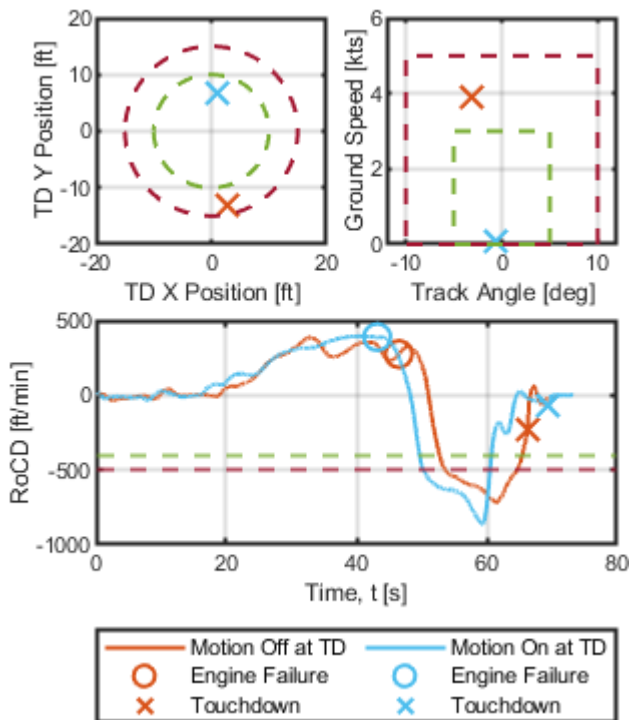 20
10
0
-10
-20
-20
0
20
TD Y Position [ft]
TD X Position [ft]
6
4
2
0
-10
0
10
Ground Speed [kts]
Track Angle [deg]
500
0
-500
-1000
0
20
40
60
80
RoCD [ft/min]
Time, t [s]
Motion Off at TD Motion On at TD
Engine Failure Engine Failure
Touchdown Touchdown